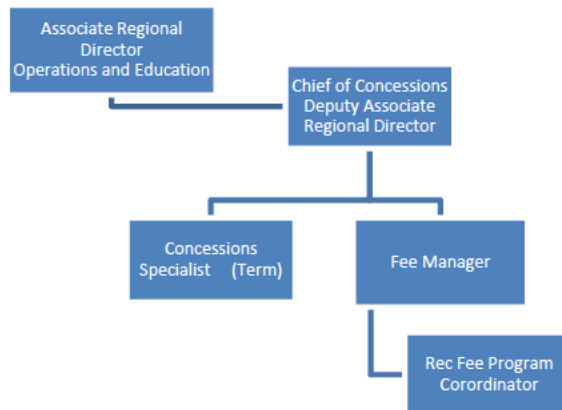 Associate Regional
Director
Operations and Education
Chief of Concessions
Deputy Associate
Regional Director
Concessions
Specialist (Term)
Fee Manager
Rec Fee Program
Corordinator